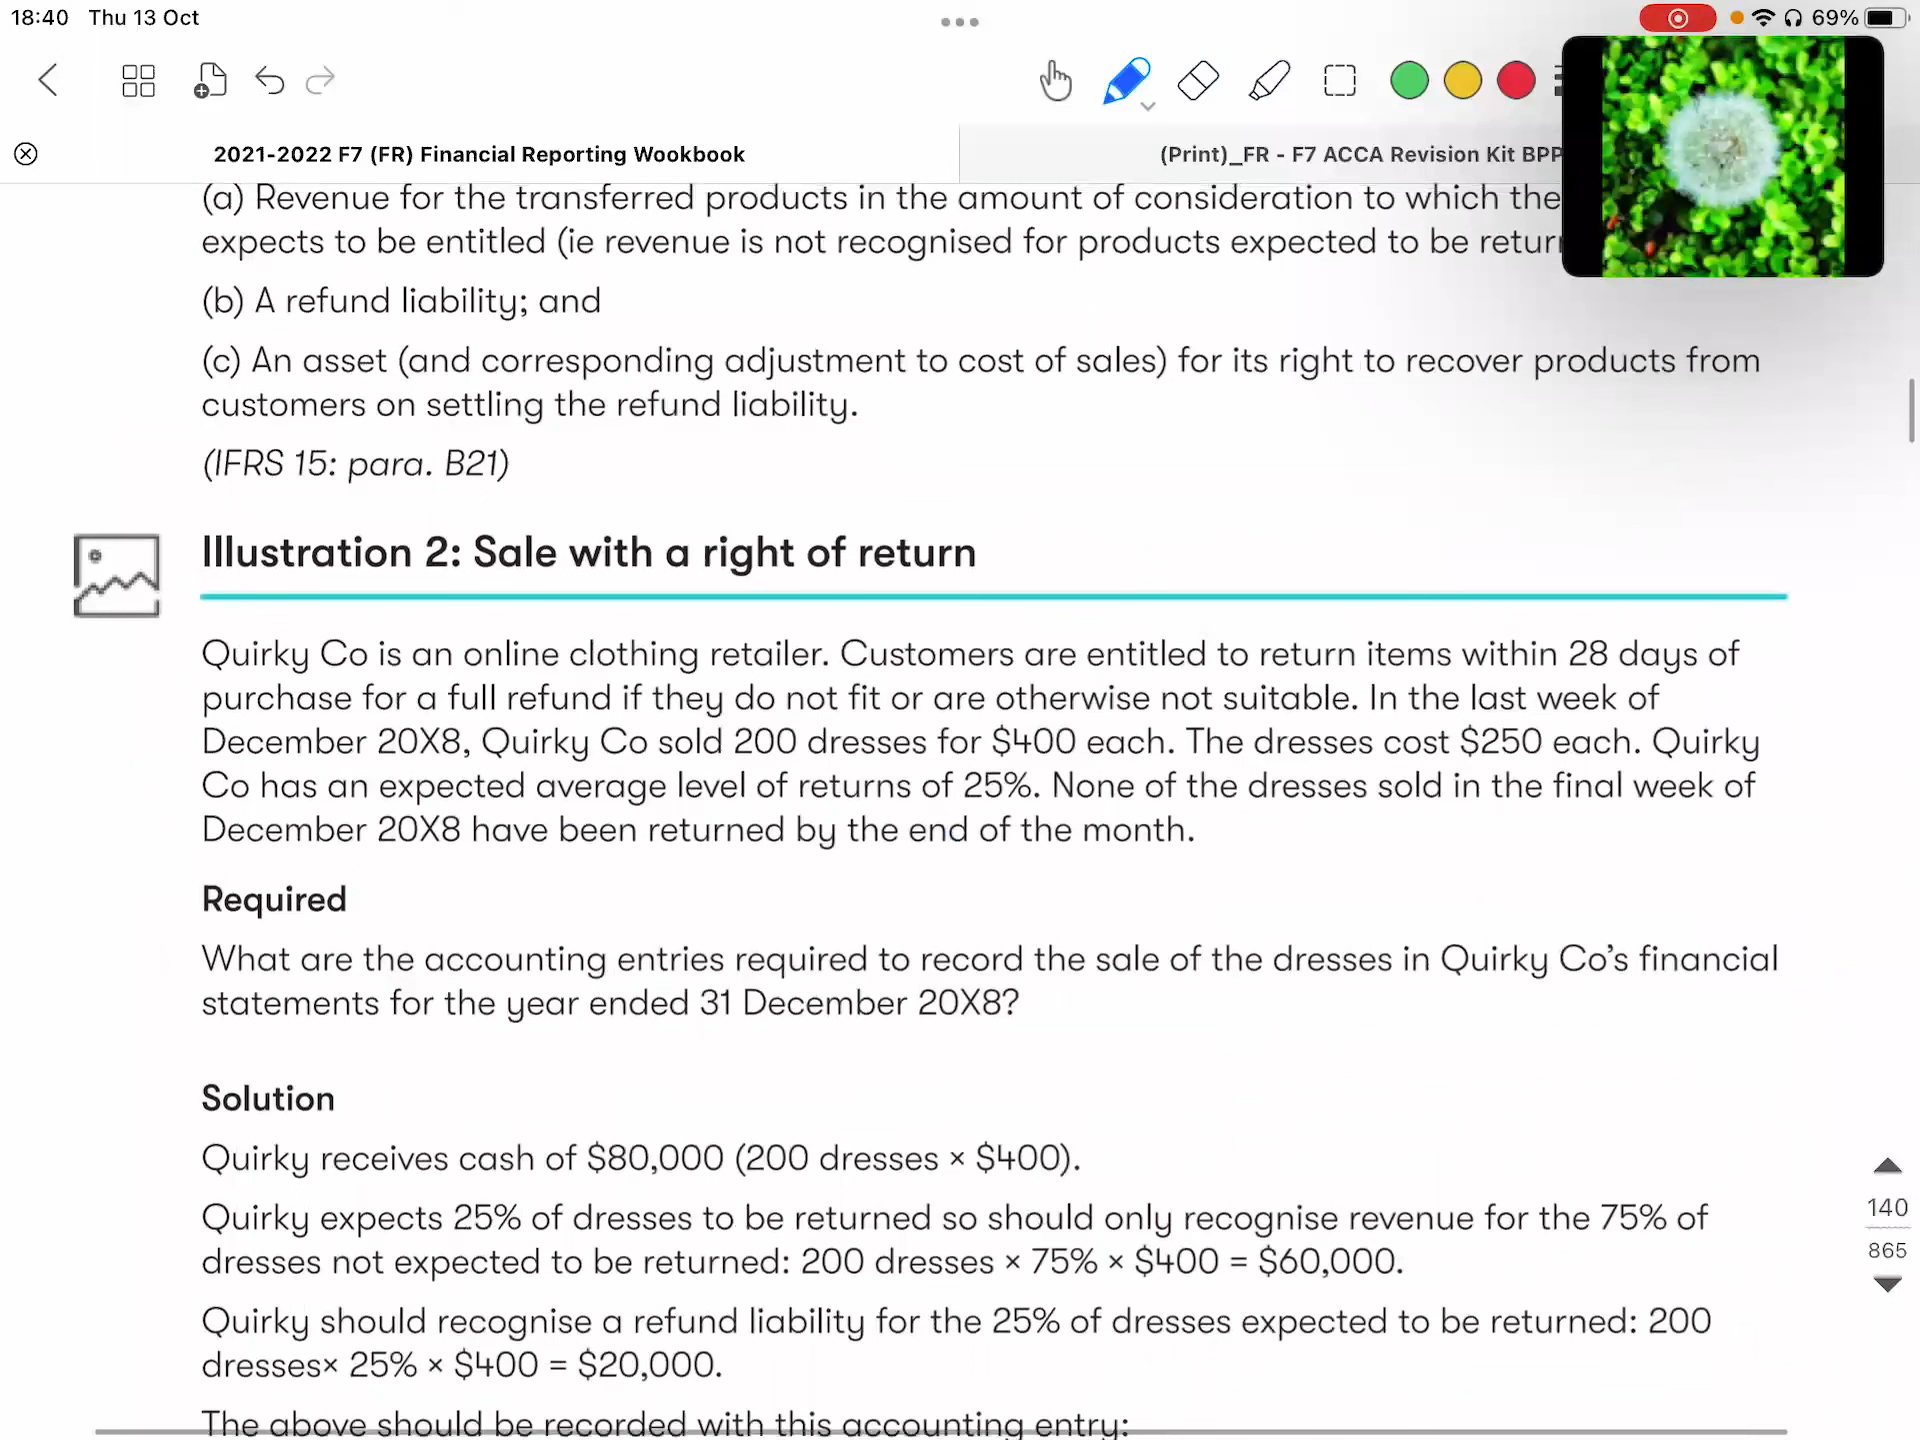 18:40 Thu 13 Oct
69%
2021-2022 F7 (FR) Financial Reporting Wookbook
(Print)_FR - F7 ACCA Revision Kit BPP
(a) Revenue for the transferred products in the amount of consideration to which the
expects to be entitled (ie revenue is not recognised for products expected to be
(b) A refund liability; and
(c) An asset (and corresponding adjustment to cost of sales) for its right to recover products from
customers on settling the refund liability.
(IFRS 15: para. B21)
Illustration 2: Sale with a right of return
Quirky Co is an online clothing retailer. Customers are entitled to return items within 28 days of
purchase for a full refund if they do not fit or are otherwise not suitable. In the last week of
December 20X8, Quirky Co sold 200 dresses for $400 each. The dresses cost $250 each. Quirky
Co has an expected average level of returns of 25%. None of the dresses sold in the final week of
December 20X8 have been returned by the end of the month.
Required
What are the accounting entries required to record the sale of the dresses in Quirky Co’s financial
statements for the year ended 31 December 20X8?
Solution
Quirky receives cash of $80,000 (200 dresses × $400).
Quirky expects 25% of dresses to be returned so should only recognise revenue for the 75% of
dresses not expected to be returned: 200 dresses × 75% × $400 = $60,000.
Quirky should recognise a refund liability for the 25% of dresses expected to be returned: 200
dresses× 25% × $400 = $20,000.
The above should be recorded with this accounting entry:
140
865